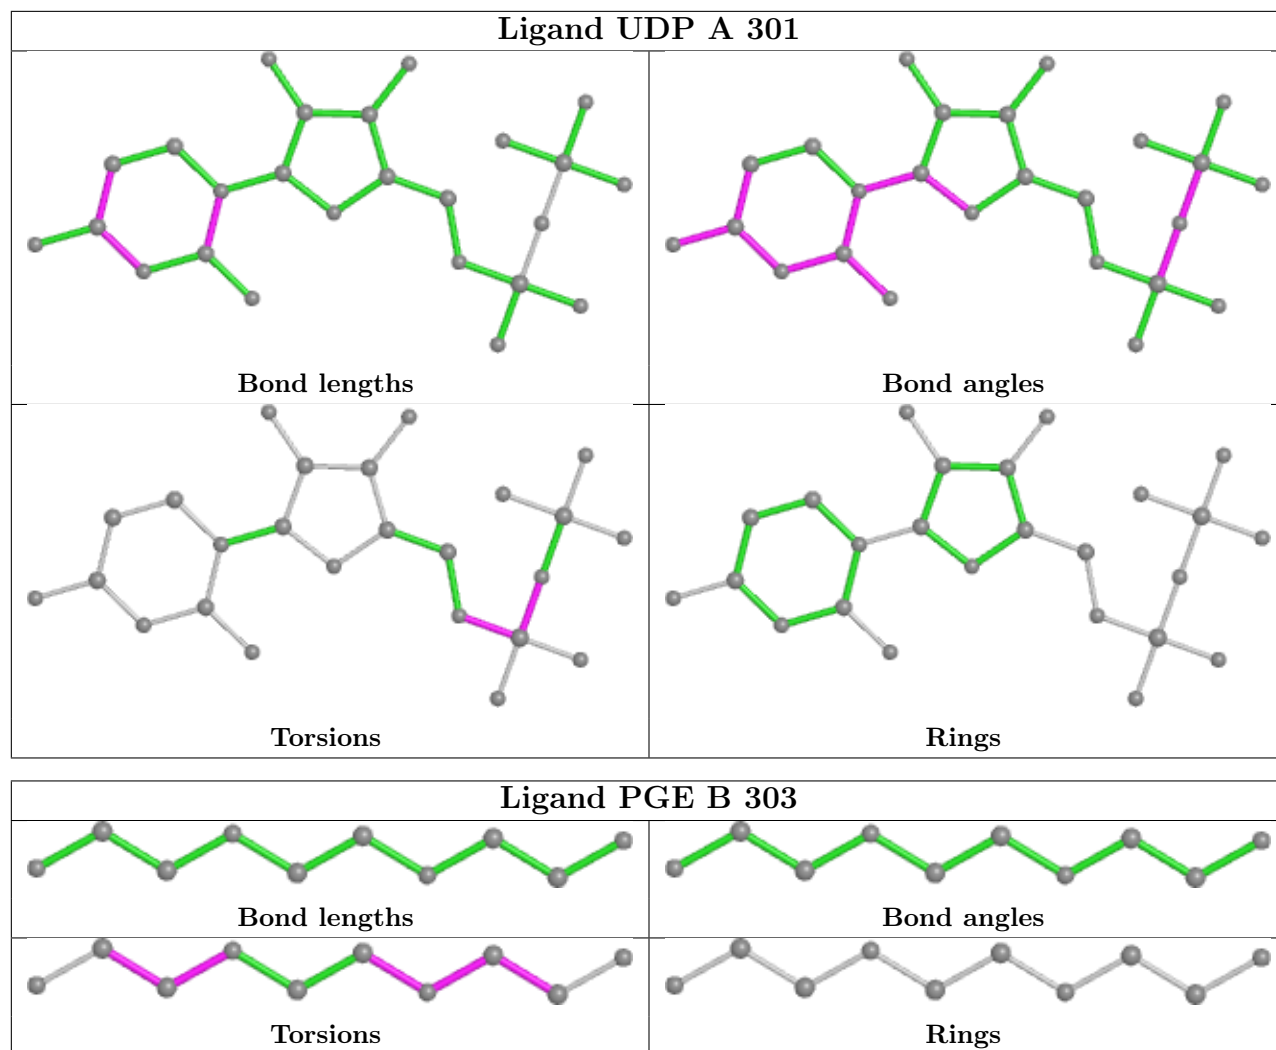 Ligand UDP A 301
Bond lengths
Bond angles
Torsions
Rings
Ligand PGE B 303
Bond lengths
Bond angles
Torsions
Rings